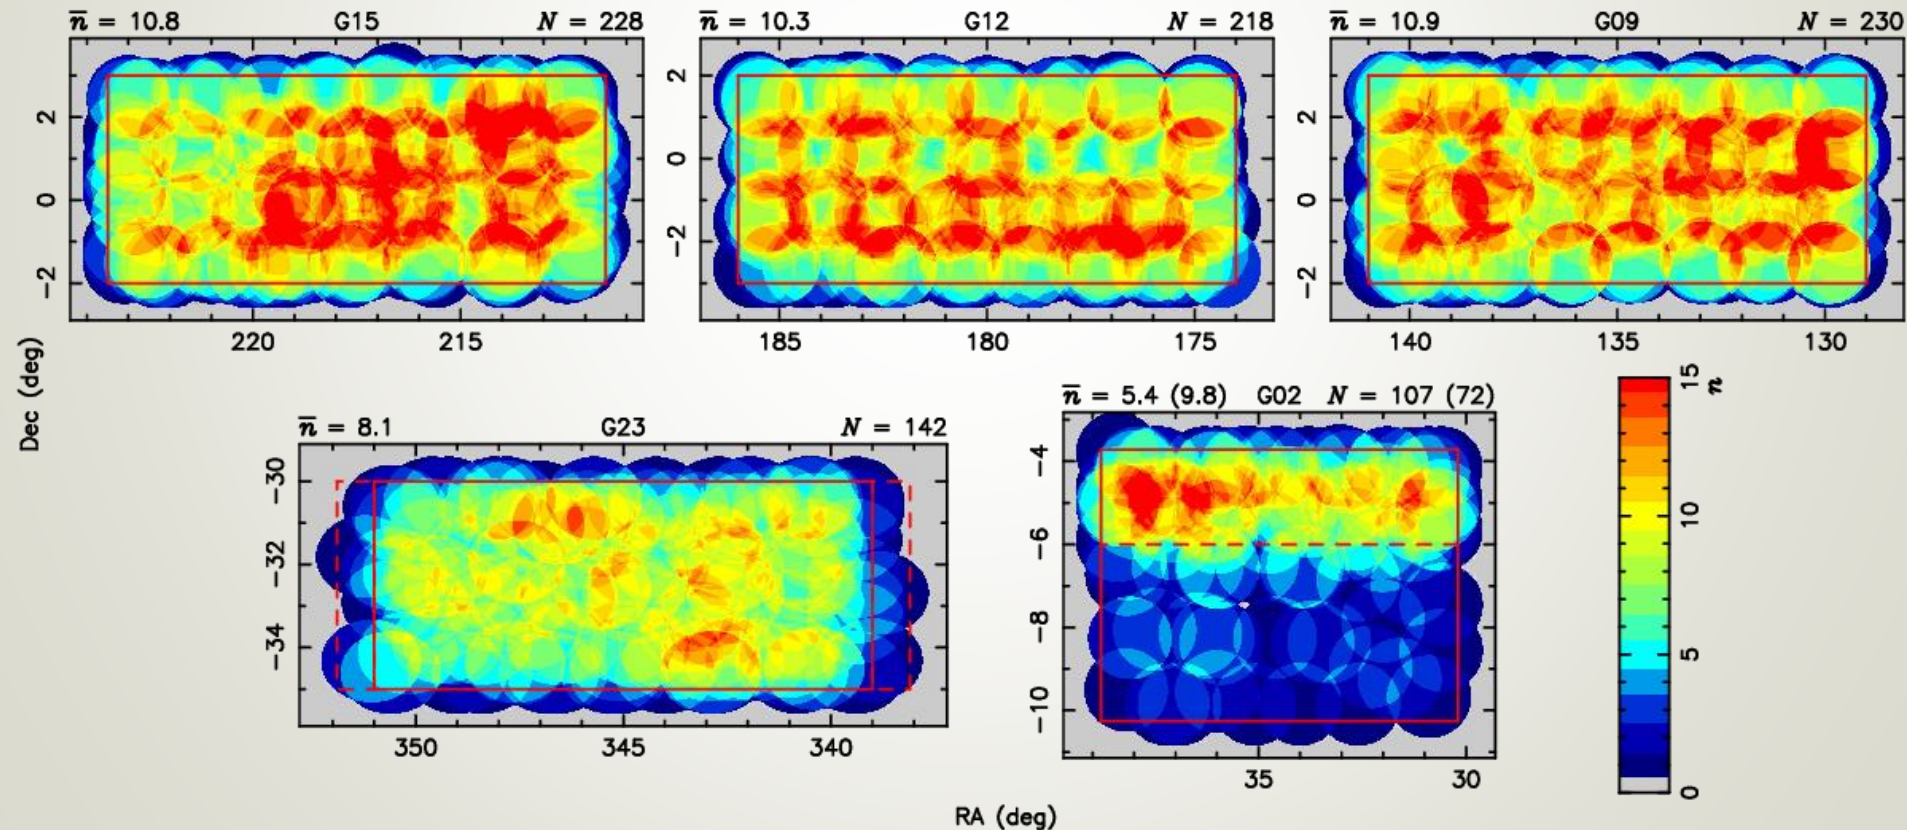 n̅ = 10.8 G15 N = 228
n̅ = 10.3 G12 N = 218
n̅ = 10.9 G09 N = 230
2
0
−2
220 215
2
0
−2
185 180 175
2
0
−2
140 135 130
Dec (deg)
n̅ = 8.1 G23 N = 142
−30
−32
−34
350 345 340
n̅ = 5.4 (9.8) G02 N = 107 (72)
−4
−6
−8
−10
35 30
15 n
10
5
0
RA (deg)